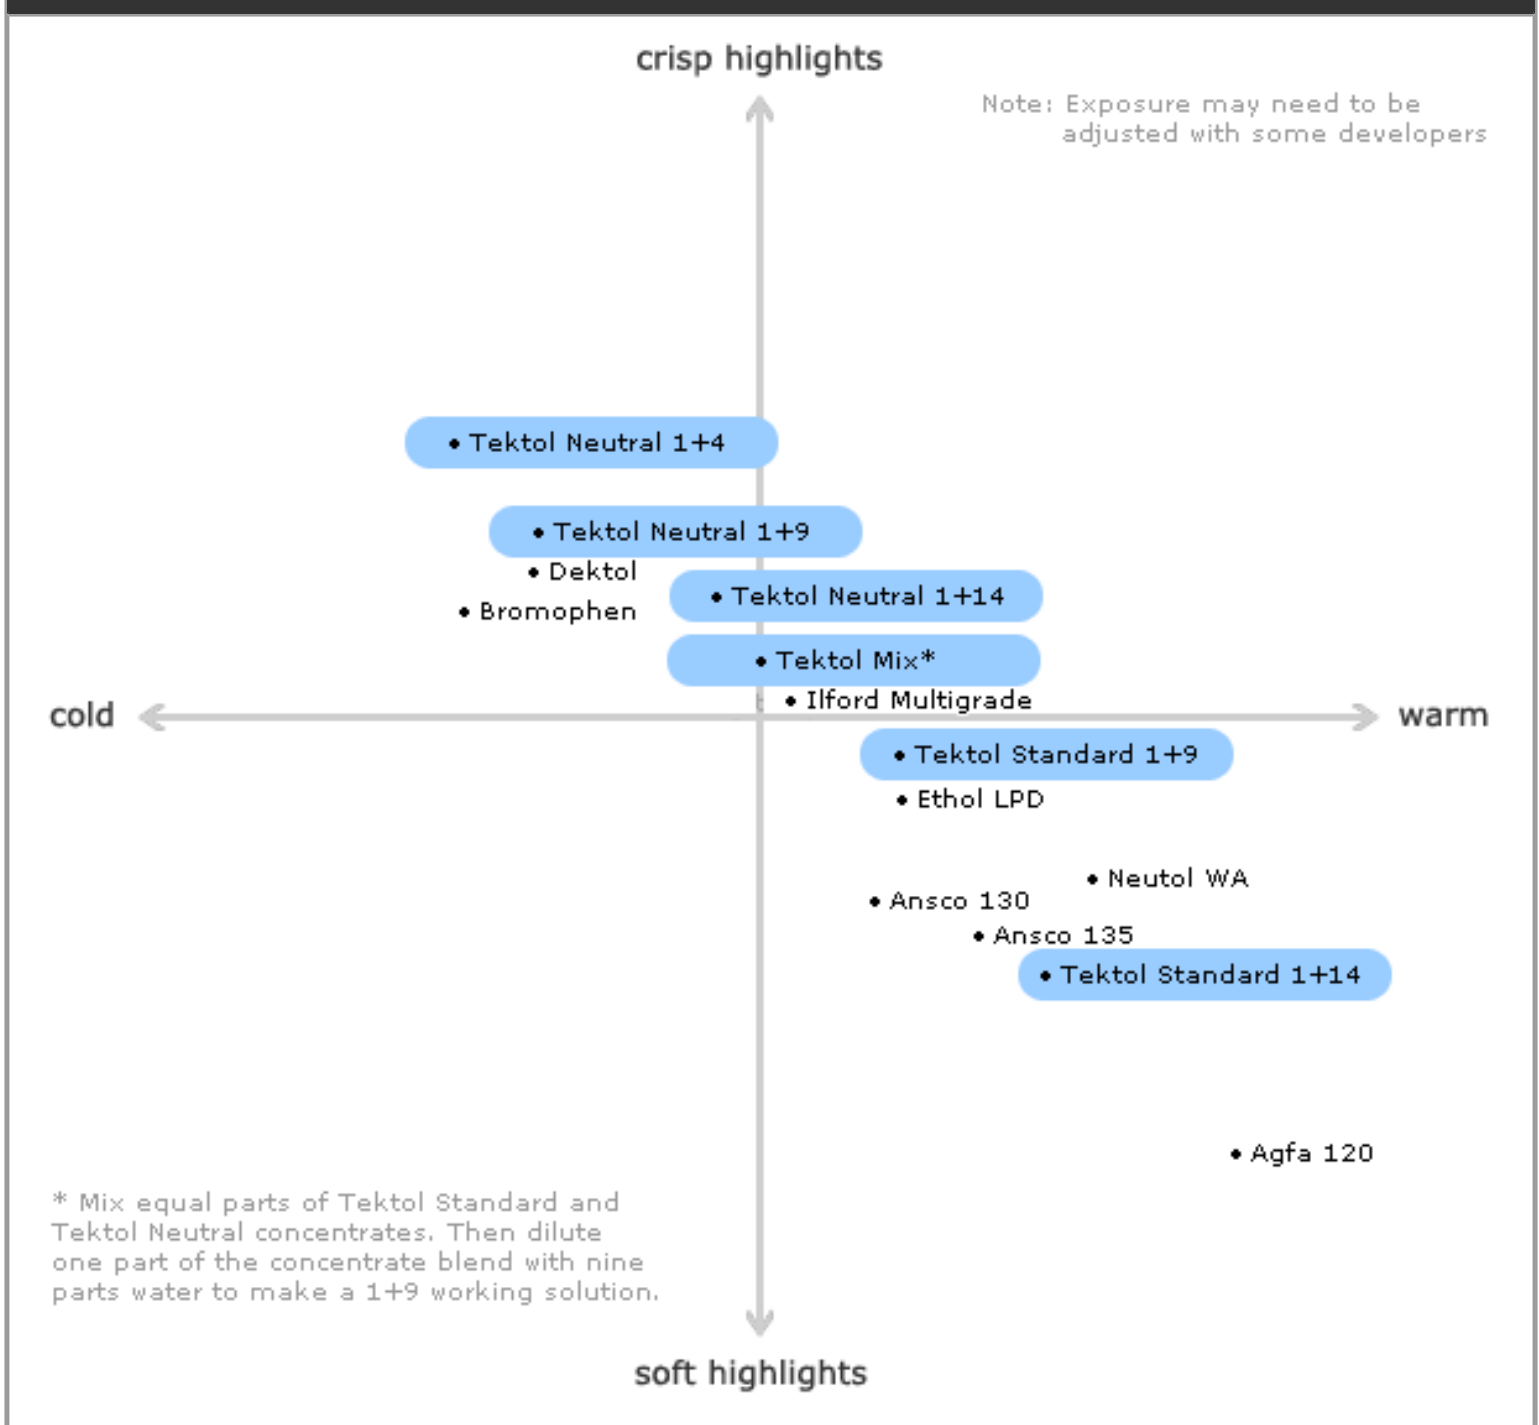 crisp highlights
Note: Exposure may need to be
adjusted with some developers
• Tektol Neutral 1+4
• Tektol Neutral 1+9
• Dektol
• Tektol Neutral 1+14
• Bromophen
• Tektol Mix*
• Ilford Multigrade
cold
warm
• Tektol Standard 1+9
• Ethol LPD
• Neutol WA
• Ansco 130
• Ansco 135
• Tektol Standard 1+14
• Agfa 120
* Mix equal parts of Tektol Standard and
Tektol Neutral concentrates. Then dilute
one part of the concentrate blend with nine
parts water to make a 1+9 working solution.
soft highlights